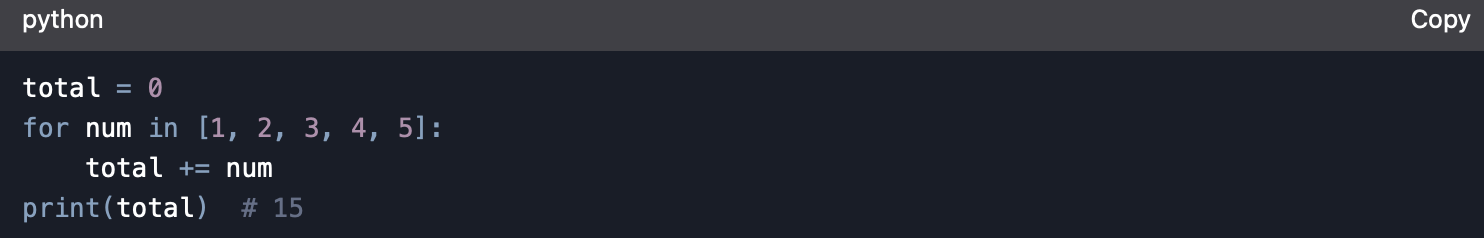 python
Copy
total = 0
for num in [1, 2, 3, 4, 5]:
    total += num
print(total)  # 15